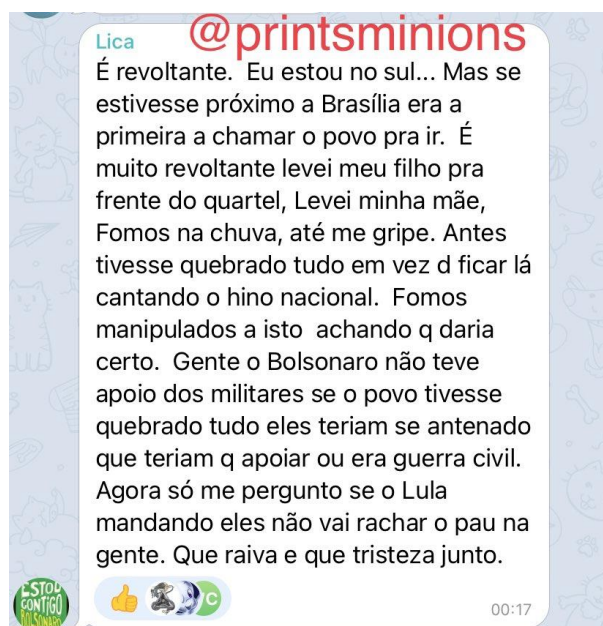 @printsminions
Lica
É revoltante. Eu estou no sul... Mas se
estivesse próximo a Brasília era a
primeira a chamar o povo pra ir. É
muito revoltante levei meu filho pra
frente do quartel, Levei minha mãe,
Fomos na chuva, até me gripe. Antes
tivesse quebrado tudo em vez d ficar lá
cantando o hino nacional. Fomos
manipulados a isto achando q daria
certo. Gente o Bolsonaro não teve
apoio dos militares se o povo tivesse
quebrado tudo eles teriam se antenado
que teriam q apoiar ou era guerra civil.
Agora só me pergunto se o Lula
mandando eles não vai rachar o pau na
gente. Que raiva e que tristeza junto.
ESTOU
CONTIGO
BOLSONARO
C
00:17